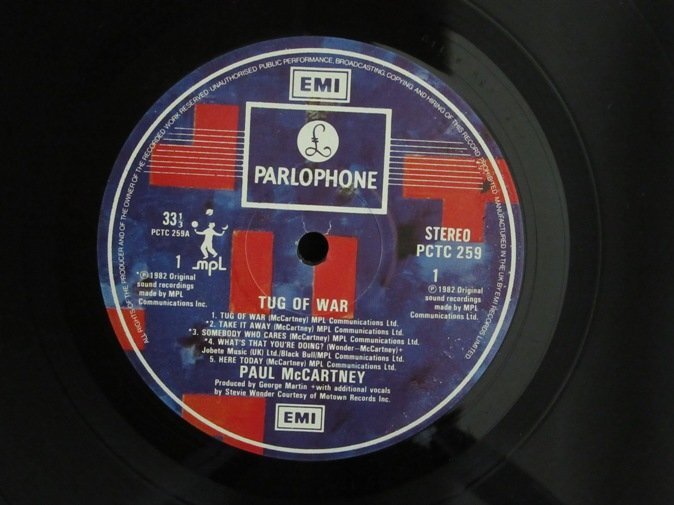 ALL RIGHTS OF THE PRODUCER AND OF THE OWNER OF THE RECORDED WORK RESERVED · UNAUTHORISED PUBLIC PERFORMANCE, BROADCASTING, COPYING, AND HIRING OF THIS RECORD PROHIBITED · MANUFACTURED IN THE UK BY EMI RECORDS LIMITED
EMI
£
PARLOPHONE
33 1/3
PCTC 259A
STEREO
PCTC 259
1
mpl
1
*℗1982 Original
sound recordings
made by MPL
Communications Inc.
℗1982 Original
sound recordings
made by MPL
Communications Ltd.
TUG OF WAR
1. TUG OF WAR (McCartney) MPL Communications Ltd.
*2. TAKE IT AWAY (McCartney) MPL Communications Ltd.
*3. SOMEBODY WHO CARES (McCartney) MPL Communications Ltd.
*4. WHAT'S THAT YOU'RE DOING? (Wonder-McCartney)+
Jobete Music (UK) Ltd./Black Bull/MPL Communications Ltd.
5. HERE TODAY (McCartney) MPL Communications Ltd.
PAUL McCARTNEY
Produced by George Martin +with additional vocals
by Stevie Wonder Courtesy of Motown Records Inc.
EMI